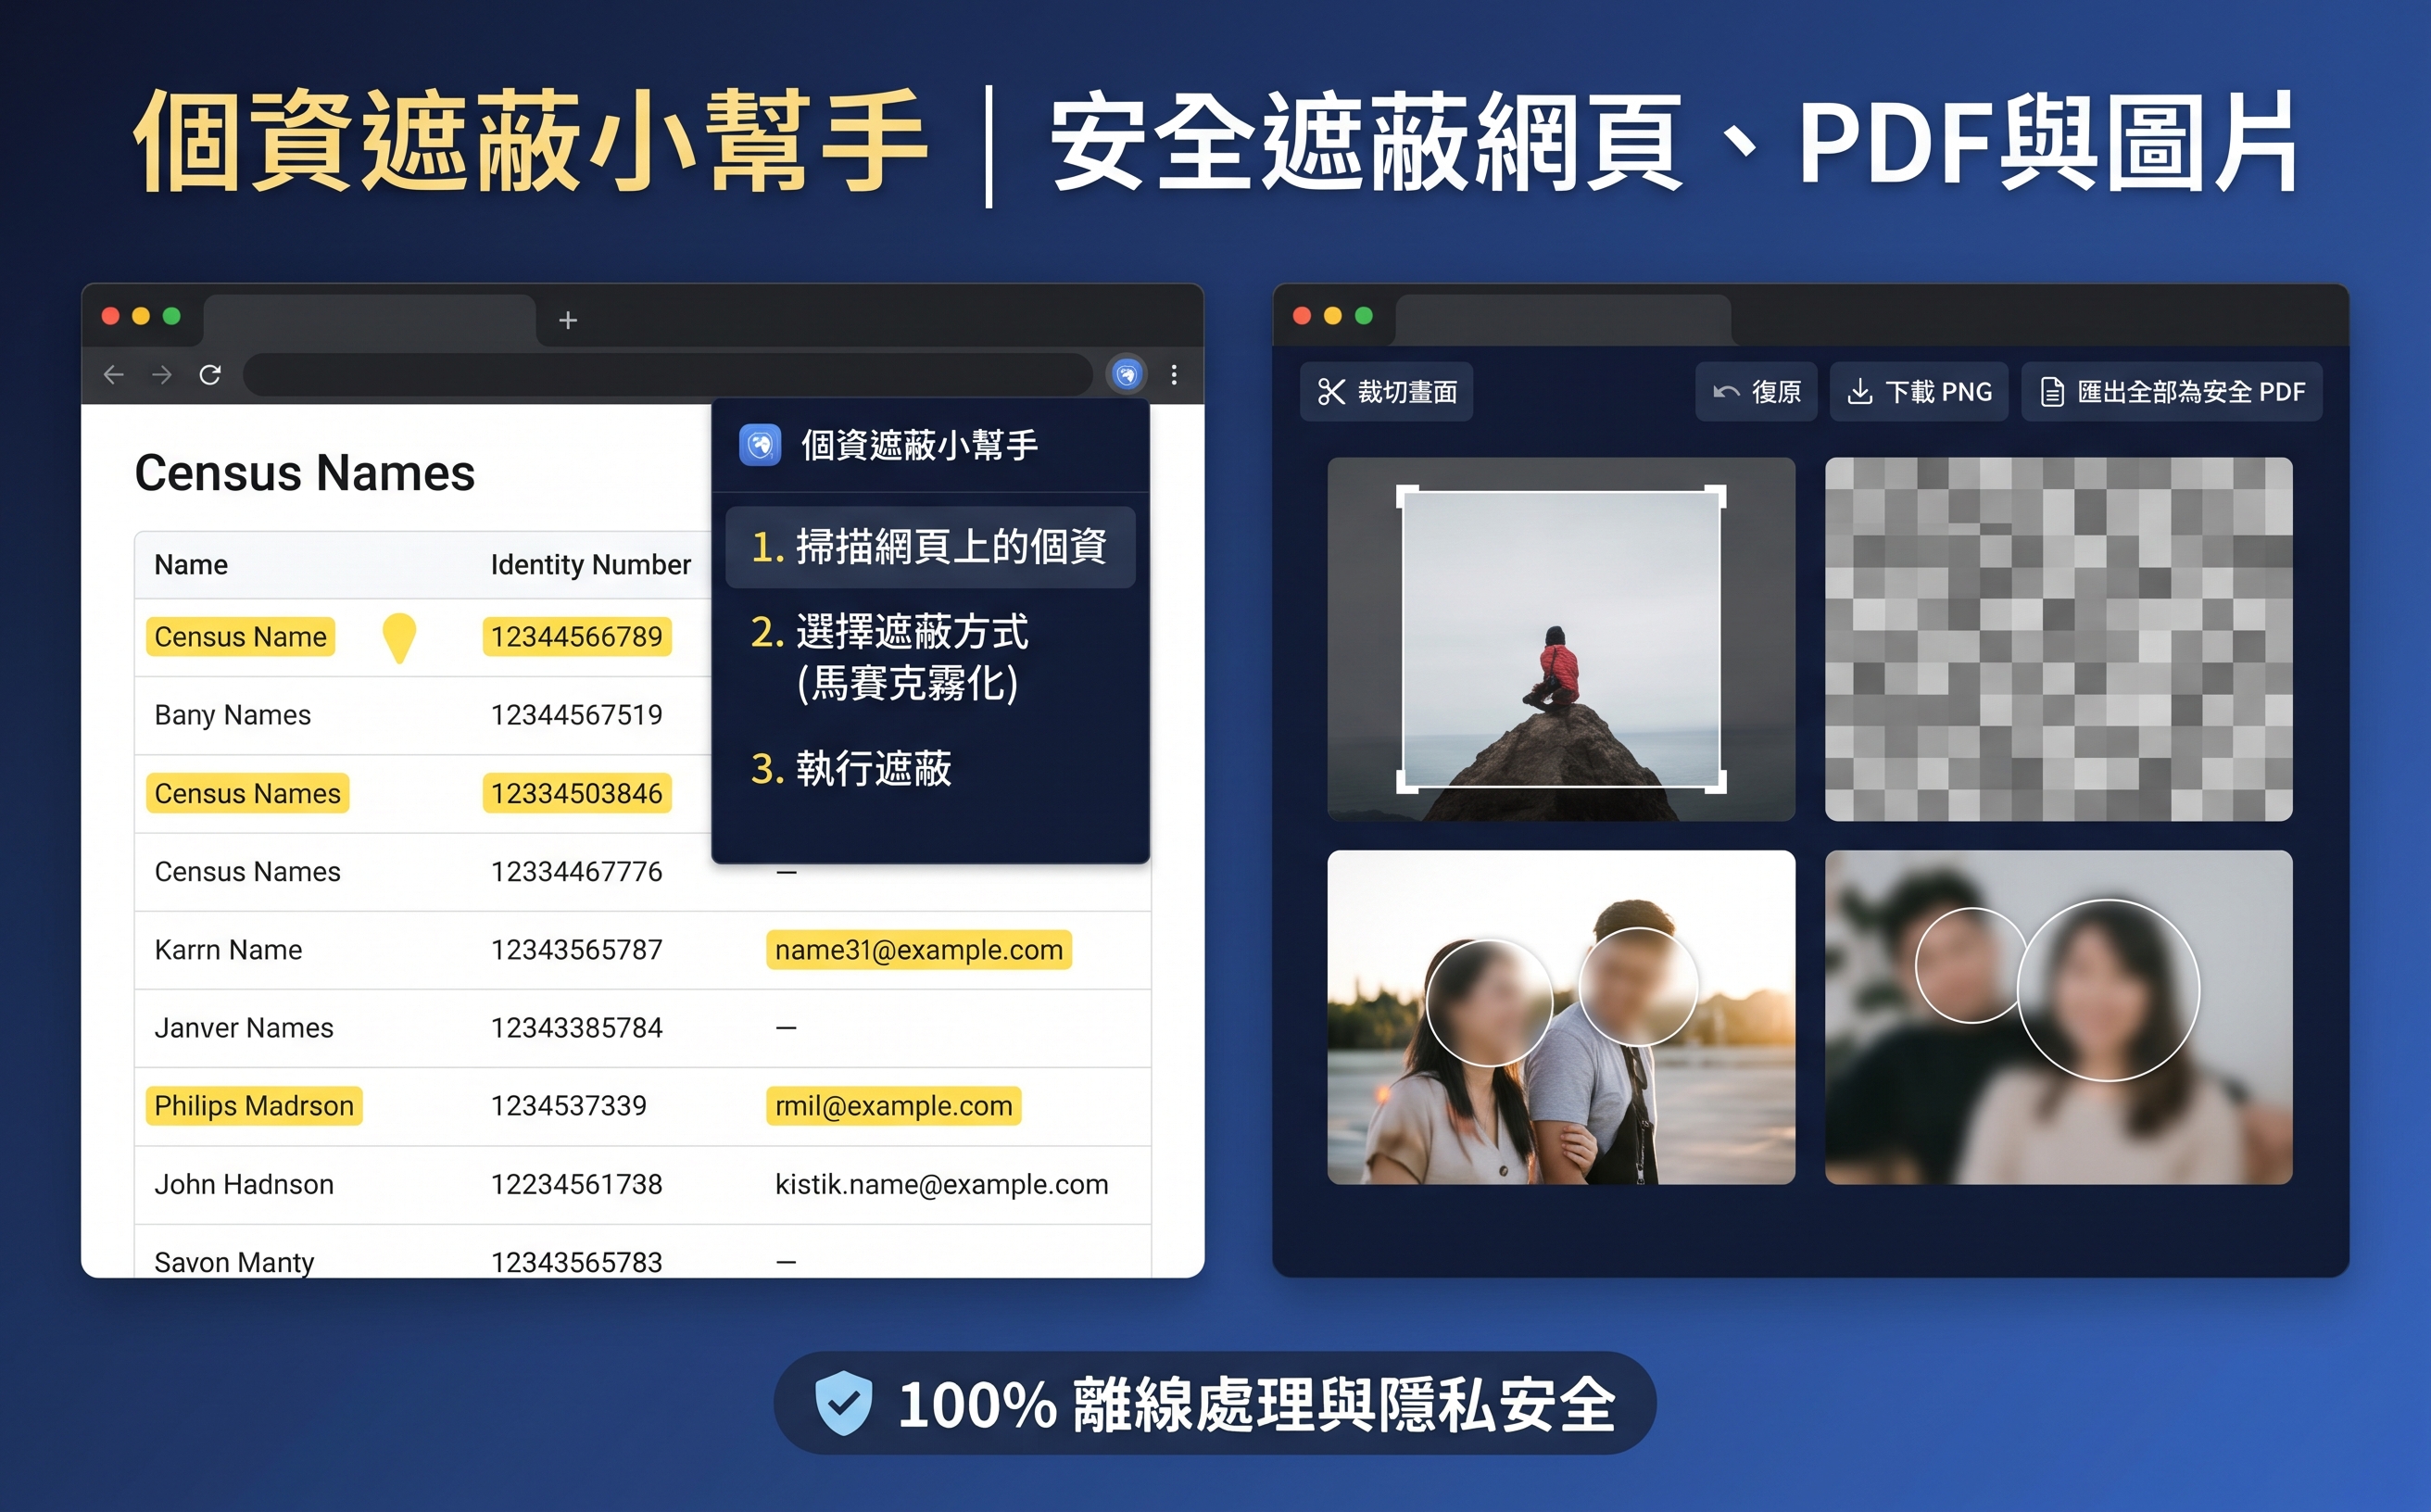 個資遮蔽小幫手｜安全遮蔽網頁、PDF與圖片
個資遮蔽小幫手
1. 掃描網頁上的個資
2. 選擇遮蔽方式
(馬賽克霧化)
3. 執行遮蔽
Census Names
Name Identity Number
Census Name 12344566789
Bany Names 12344567519
Census Names 12334503846
Census Names 12334467776 —
Karrn Name 12343565787 name31@example.com
Janver Names 12343385784 —
Philips Madrson 1234537339 rmil@example.com
John Hadnson 12234561738 kistik.name@example.com
Savon Manty 12343565783 —
裁切畫面 復原 下載 PNG 匯出全部為安全 PDF
100% 離線處理與隱私安全